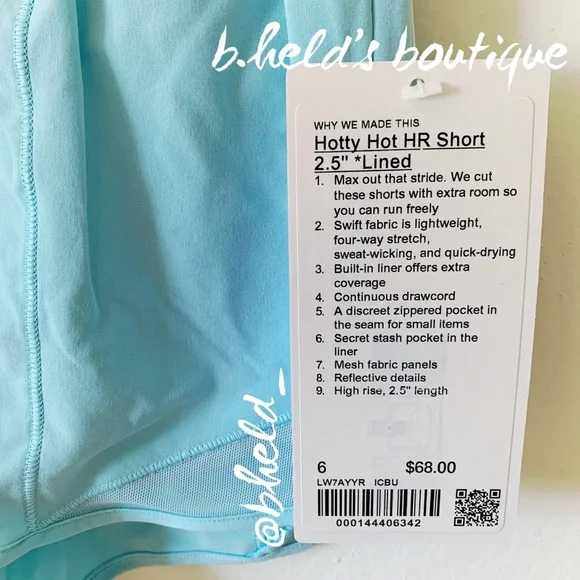 b.held's boutique
WHY WE MADE THIS
Hotty Hot HR Short
2.5" *Lined
1. Max out that stride. We cut
these shorts with extra room so
you can run freely
2. Swift fabric is lightweight,
four-way stretch,
sweat-wicking, and quick-drying
3. Built-in liner offers extra
coverage
4. Continuous drawcord
5. A discreet zippered pocket in
the seam for small items
6. Secret stash pocket in the
liner
7. Mesh fabric panels
8. Reflective details
9. High rise, 2.5" length
6 $68.00
LW7AYYR ICBU
000144406342
@bheld_